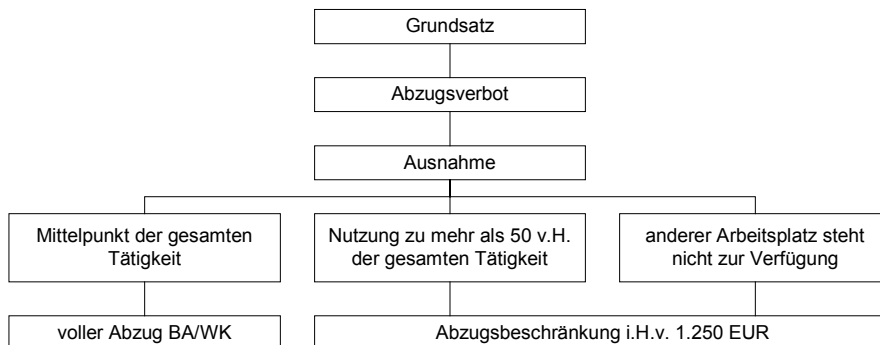 Grundsatz
Abzugsverbot
Ausnahme
Mittelpunkt der gesamten
Tätigkeit
Nutzung zu mehr als 50 v.H.
der gesamten Tätigkeit
anderer Arbeitsplatz steht
nicht zur Verfügung
voller Abzug BA/WK
Abzugsbeschränkung i.H.v. 1.250 EUR